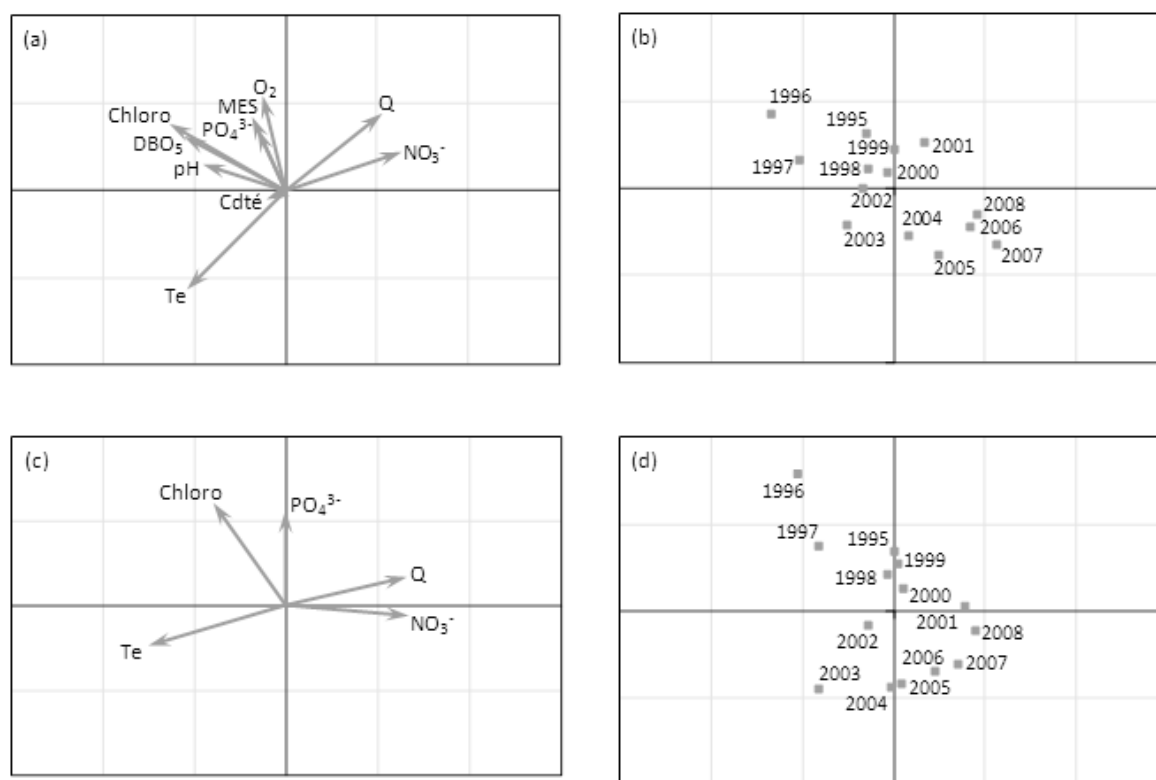 (a)
O₂
MES
Q
Chloro
PO₄³⁻
DBO₅
NO₃⁻
pH
Cdté
Te
(b)
1996
1995
1999
2001
1997
1998
2000
2002
2008
2004
2006
2003
2007
2005
(c)
Chloro
PO₄³⁻
Q
NO₃⁻
Te
(d)
1996
1997
1995
1999
1998
2000
2001
2002
2008
2006
2007
2003
2005
2004